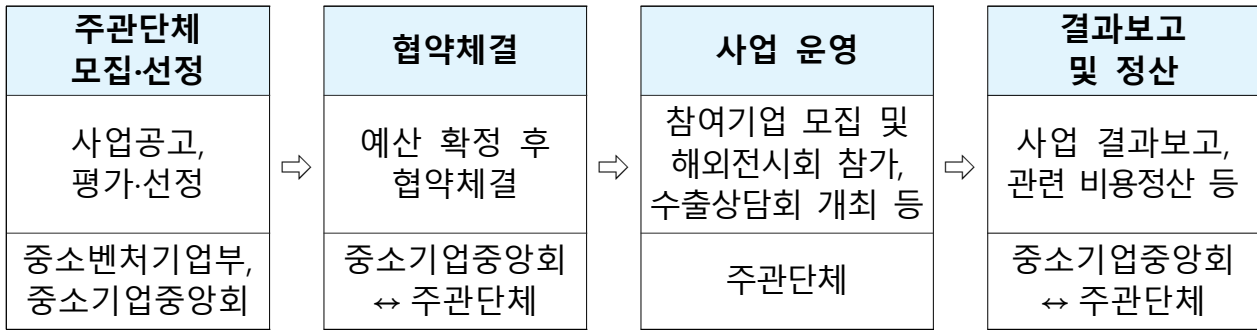 주관단체
모집·선정
사업공고,
평가·선정
중소벤처기업부,
중소기업중앙회
⇨
협약체결
예산 확정 후
협약체결
중소기업중앙회
↔ 주관단체
⇨
사업 운영
참여기업 모집 및
해외전시회 참가,
수출상담회 개최 등
주관단체
⇨
결과보고
및 정산
사업 결과보고,
관련 비용정산 등
중소기업중앙회
↔ 주관단체